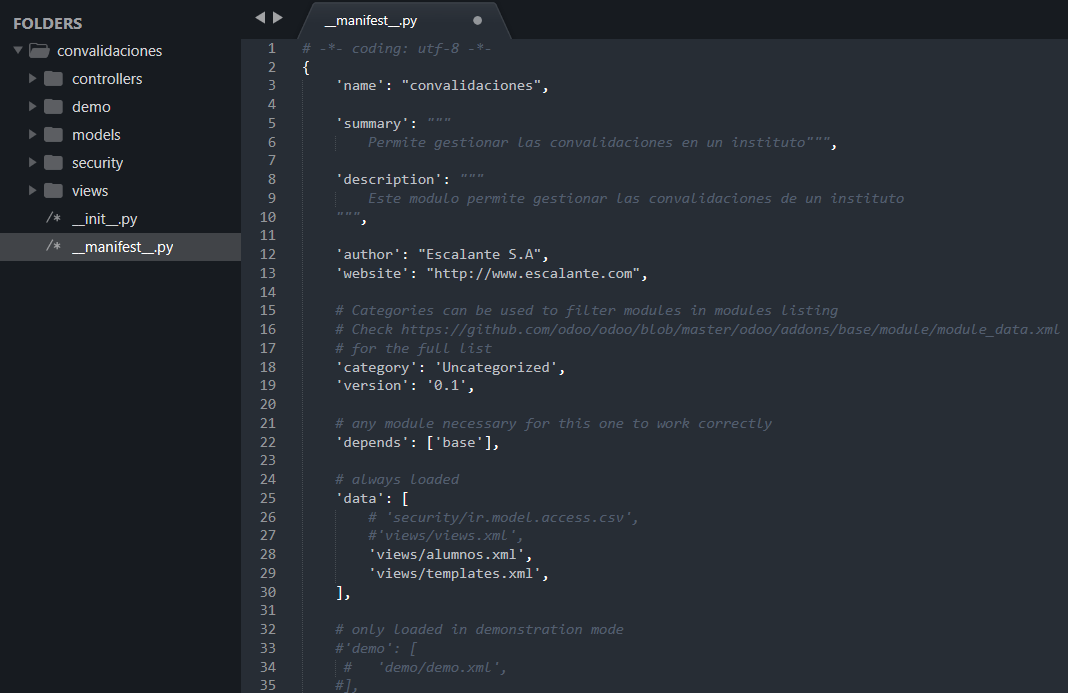 FOLDERS
convalidaciones
controllers
demo
models
security
views
/* __init__.py
/* __manifest__.py
__manifest__.py
1 # -*- coding: utf-8 -*-
2 {
3 'name': "convalidaciones",
4
5 'summary': """
6 Permite gestionar las convalidaciones en un instituto""",
7
8 'description': """
9 Este modulo permite gestionar las convalidaciones de un instituto
10 """,
11
12 'author': "Escalante S.A",
13 'website': "http://www.escalante.com",
14
15 # Categories can be used to filter modules in modules listing
16 # Check https://github.com/odoo/odoo/blob/master/odoo/addons/base/module/module_data.xml
17 # for the full list
18 'category': 'Uncategorized',
19 'version': '0.1',
20
21 # any module necessary for this one to work correctly
22 'depends': ['base'],
23
24 # always loaded
25 'data': [
26 # 'security/ir.model.access.csv',
27 #'views/views.xml',
28 'views/alumnos.xml',
29 'views/templates.xml',
30 ],
31
32 # only loaded in demonstration mode
33 #'demo': [
34 # 'demo/demo.xml',
35 #],